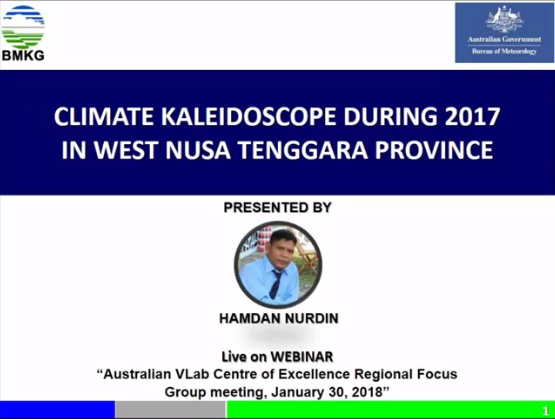 BMKG
Australian Government
Bureau of Meteorology
CLIMATE KALEIDOSCOPE DURING 2017
IN WEST NUSA TENGGARA PROVINCE
PRESENTED BY
HAMDAN NURDIN
Live on WEBINAR
“Australian VLab Centre of Excellence Regional Focus
Group meeting, January 30, 2018”
1